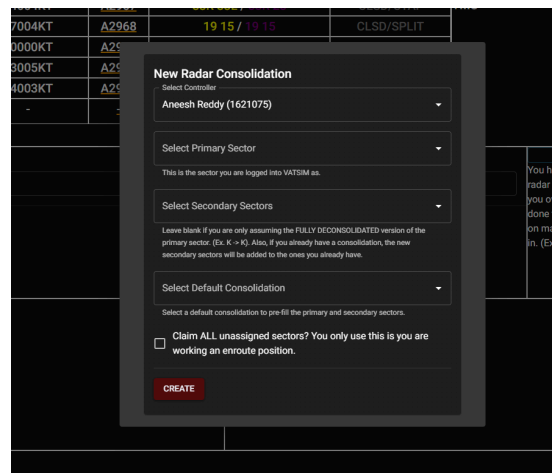 7004KT A2968 19 15 / 19 15 CLSD/SPLIT
0000KT
3005KT
4003KT
-
New Radar Consolidation
Select Controller
Aneesh Reddy (1621075)
Select Primary Sector
This is the sector you are logged into VATSIM as.
Select Secondary Sectors
Leave blank if you are only assuming the FULLY DECONSOLIDATED version of the
primary sector. (Ex. K -> K). Also, if you already have a consolidation, the new
secondary sectors will be added to the ones you already have.
Select Default Consolidation
Select a default consolidation to pre-fill the primary and secondary sectors.
Claim ALL unassigned sectors? You only use this is you are
working an enroute position.
CREATE
You h
radar
you o
done
on ma
in. (Ex